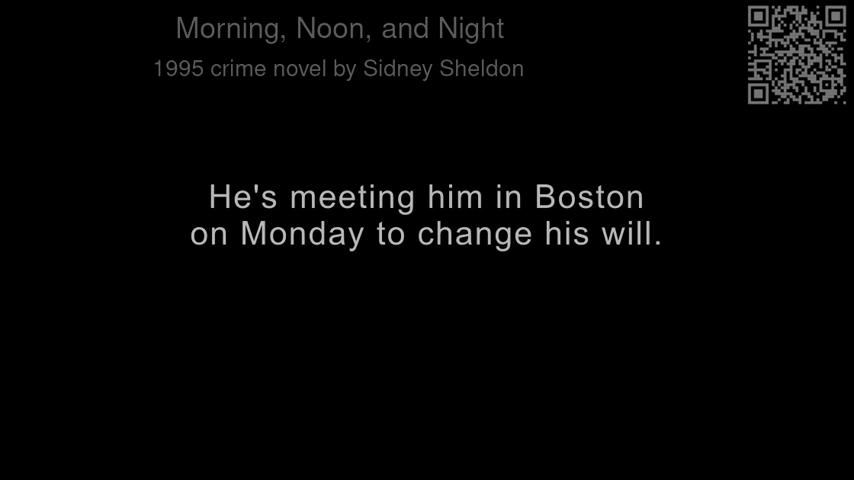 Morning, Noon, and Night
1995 crime novel by Sidney Sheldon
He's meeting him in Boston
on Monday to change his will.